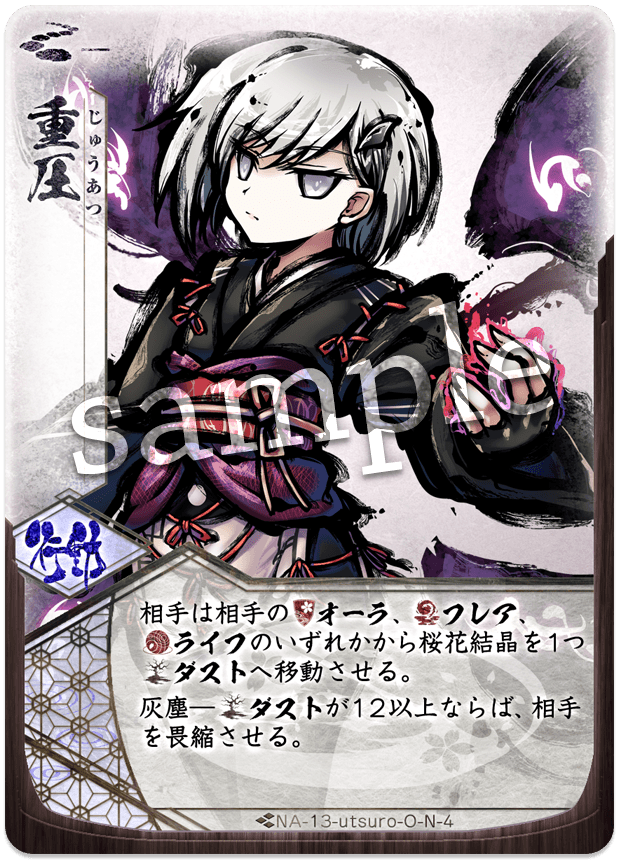 重圧
じゅうあつ
sample
行動
相手は相手のオーラ、フレア、
ライフのいずれかから桜花結晶を1つ
ダストへ移動させる。
灰塵―ダストが12以上ならば、相手
を畏縮させる。
NA-13-utsuro-O-N-4